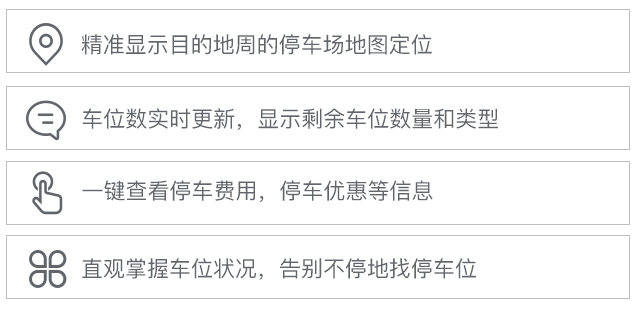 精准显示目的地周的停车场地图定位
车位数实时更新，显示剩余车位数量和类型
一键查看停车费用，停车优惠等信息
直观掌握车位状况，告别不停地找停车位